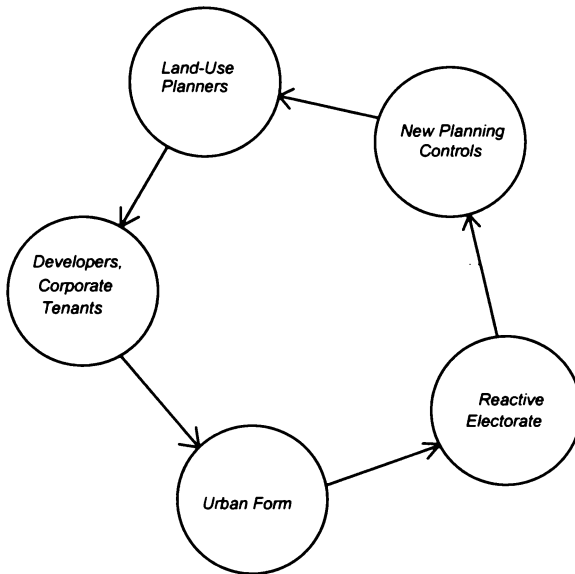 Land-Use
Planners
New Planning
Controls
Developers,
Corporate
Tenants
Reactive
Electorate
Urban Form